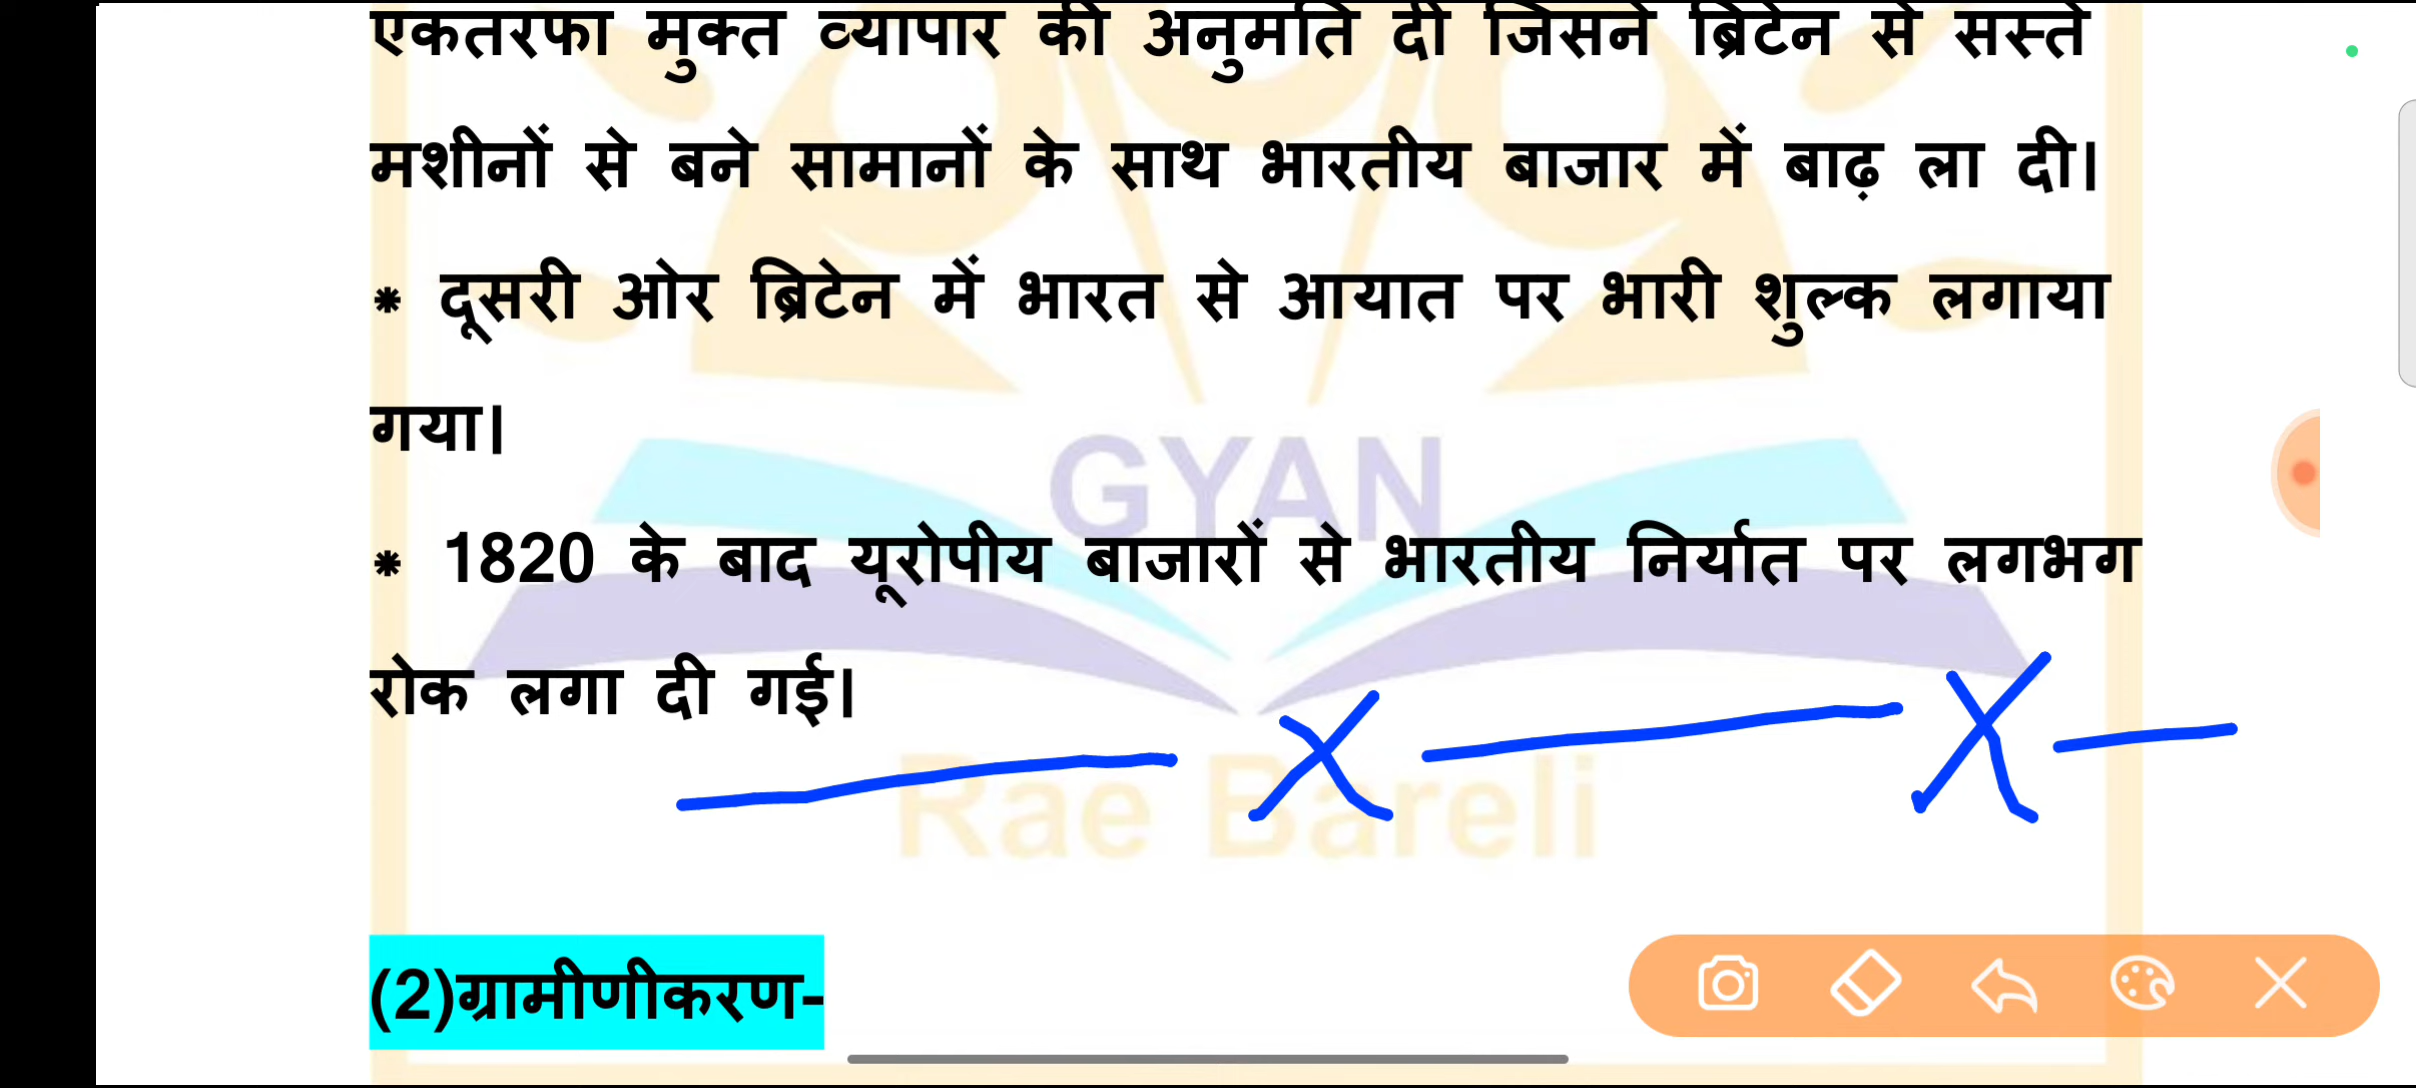 एकतरफा मुक्त व्यापार की अनुमति दी जिसने ब्रिटेन से सस्ते
मशीनों से बने सामानों के साथ भारतीय बाजार में बाढ़ ला दी।
* दूसरी ओर ब्रिटेन में भारत से आयात पर भारी शुल्क लगाया
गया।
GYAN
* 1820 के बाद यूरोपीय बाजारों से भारतीय निर्यात पर लगभग
रोक लगा दी गई।
Rae Bareli
(2)ग्रामीणीकरण-